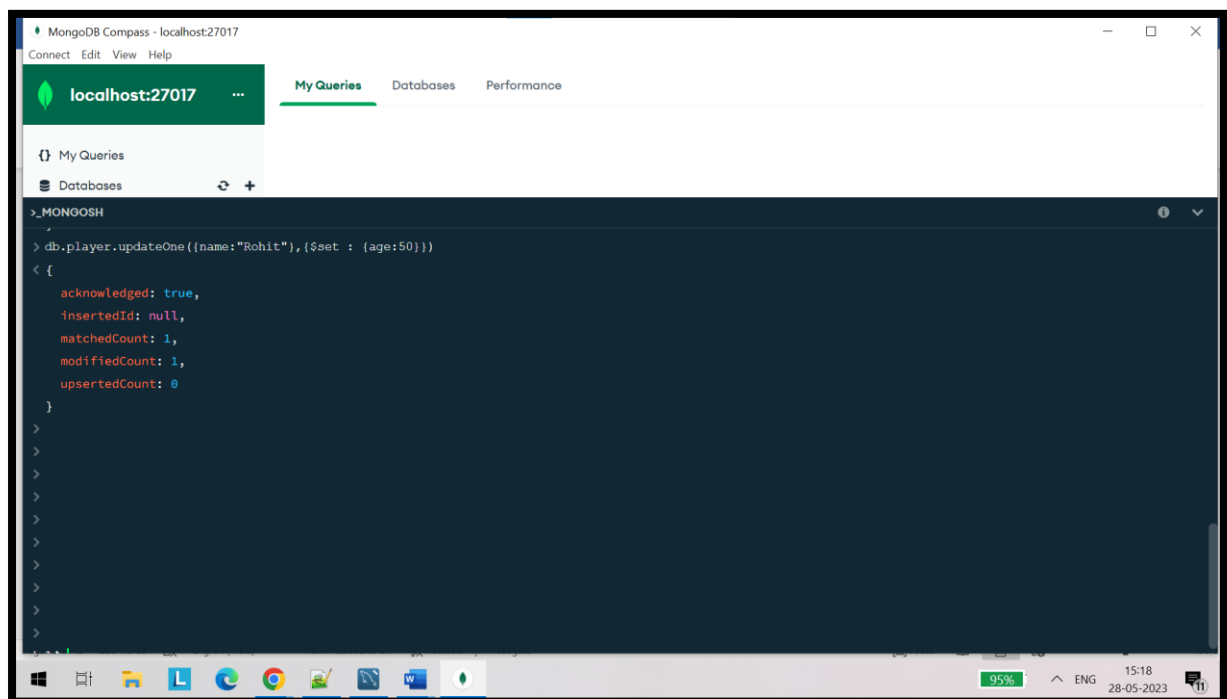 MongoDB Compass - localhost:27017
Connect Edit View Help
localhost:27017 ...
My Queries Databases Performance
{} My Queries
Databases
>_MONGOSH
> db.player.updateOne({name:"Rohit"},{$set : {age:50}})
< {
acknowledged: true,
insertedId: null,
matchedCount: 1,
modifiedCount: 1,
upsertedCount: 0
}
>
>
>
>
>
>
>
>
>
>
L W 95% ENG 15:18
28-05-2023 11